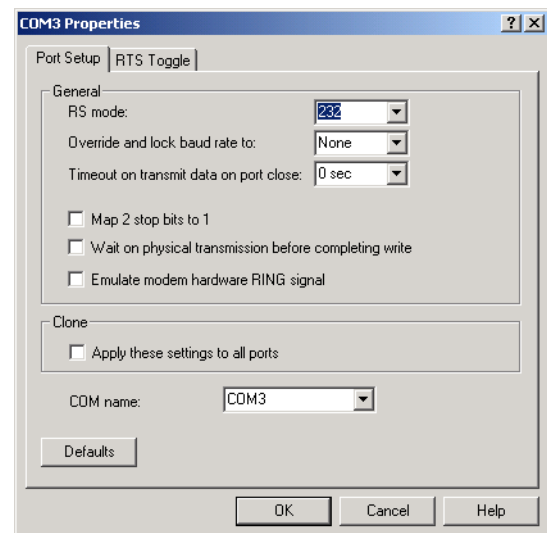 COM3 Properties
Port Setup RTS Toggle
General
RS mode: 232
Override and lock baud rate to: None
Timeout on transmit data on port close: 0 sec
Map 2 stop bits to 1
Wait on physical transmission before completing write
Emulate modem hardware RING signal
Clone
Apply these settings to all ports
COM name: COM3
Defaults
OK Cancel Help